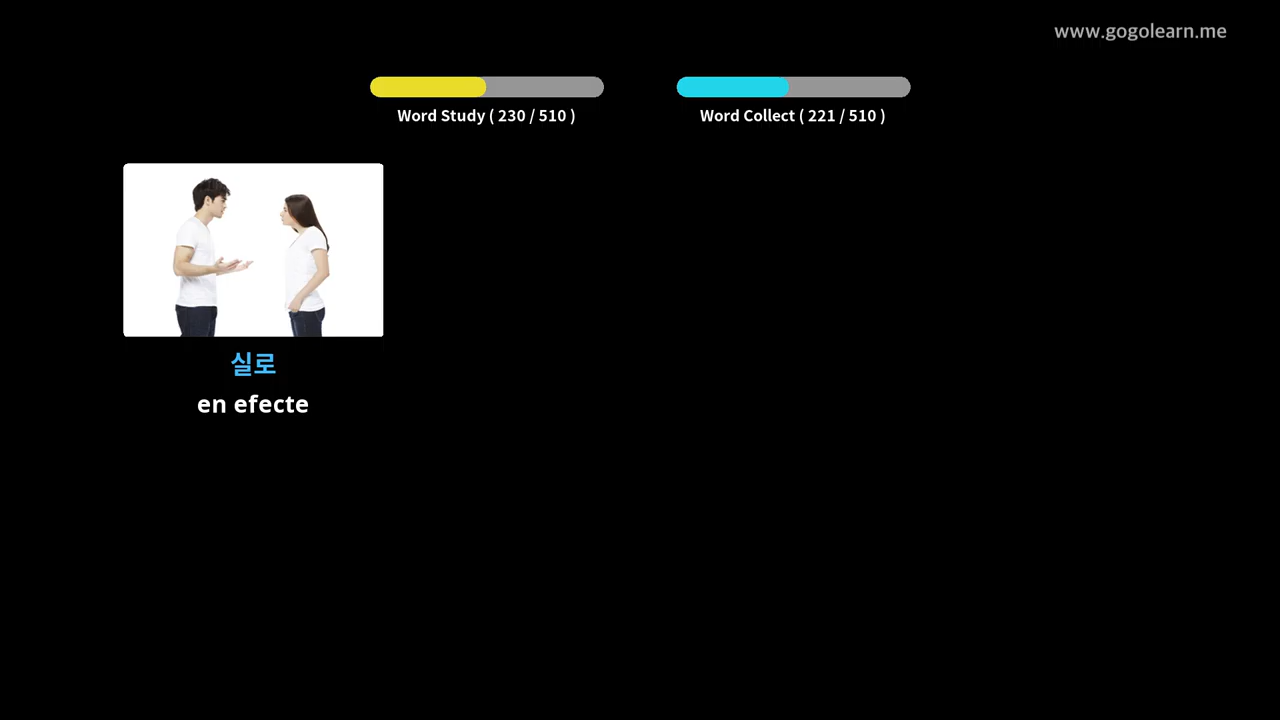 www.gogolearn.me
Word Study ( 230 / 510 )
Word Collect ( 221 / 510 )
실로
en efecte